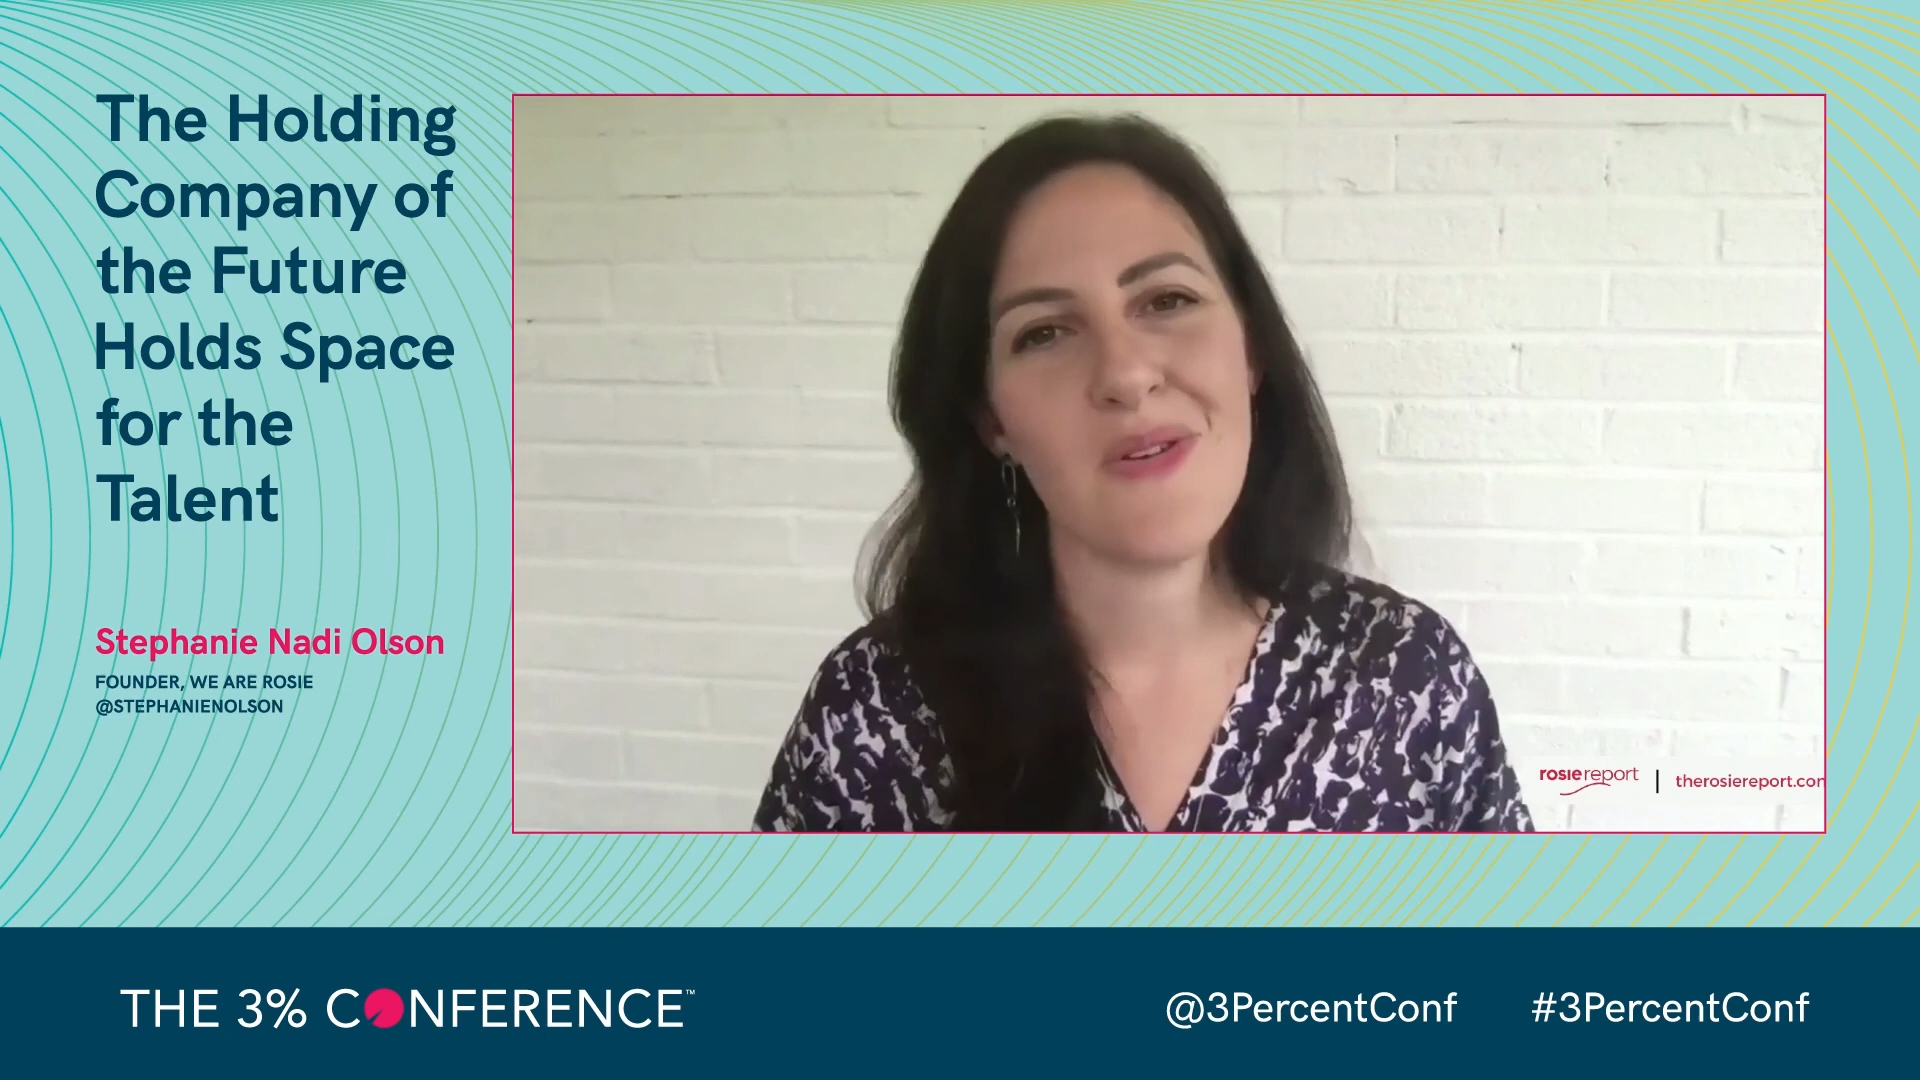 The Holding
Company of
the Future
Holds Space
for the
Talent
Stephanie Nadi Olson
FOUNDER, WE ARE ROSIE
@STEPHANIENOLSON
rosiereport | therosiereport.com
THE 3% CONFERENCE™
@3PercentConf #3PercentConf